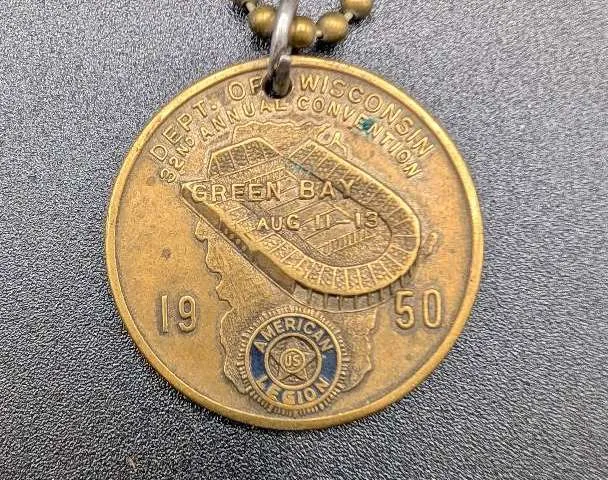 DEPT. OF WISCONSIN
32ND ANNUAL CONVENTION
GREEN BAY
AUG 11-13
19 50
AMERICAN
US
LEGION